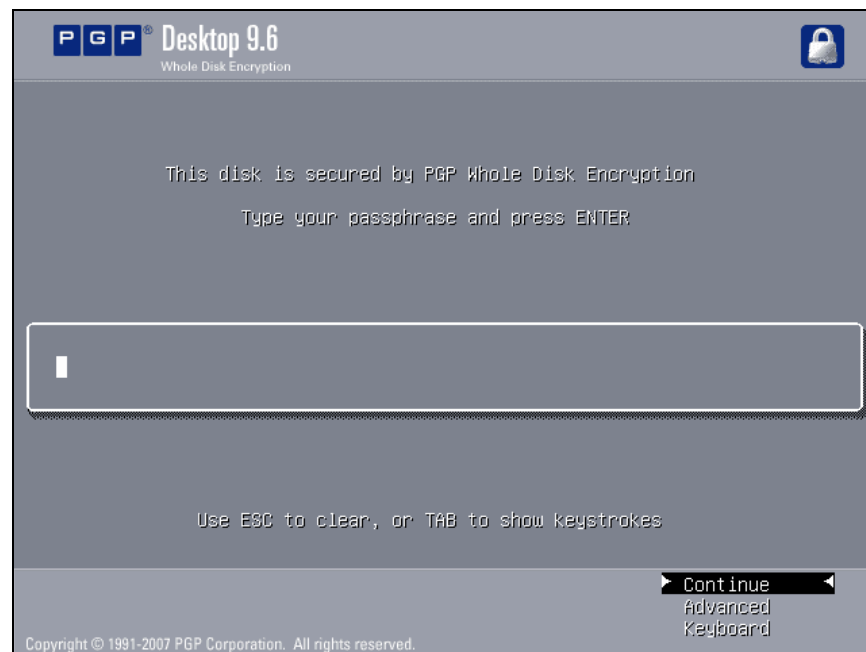 PGP® Desktop 9.6
Whole Disk Encryption
This disk is secured by PGP Whole Disk Encryption
Type your passphrase and press ENTER
Use ESC to clear, or TAB to show keystrokes
Continue
Advanced
Keyboard
Copyright © 1991-2007 PGP Corporation. All rights reserved.